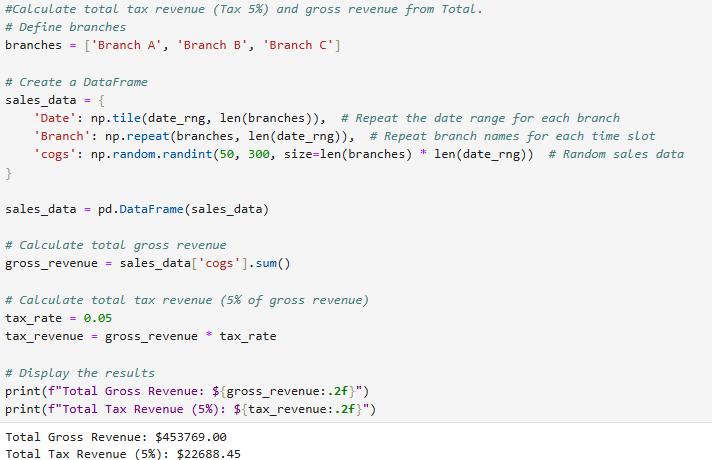 #Calculate total tax revenue (Tax 5%) and gross revenue from Total.
# Define branches
branches = ['Branch A', 'Branch B', 'Branch C']
# Create a DataFrame
sales_data = {
    'Date': np.tile(date_rng, len(branches)),  # Repeat the date range for each branch
    'Branch': np.repeat(branches, len(date_rng)),  # Repeat branch names for each time slot
    'cogs': np.random.randint(50, 300, size=len(branches) * len(date_rng))  # Random sales data
}
sales_data = pd.DataFrame(sales_data)
# Calculate total gross revenue
gross_revenue = sales_data['cogs'].sum()
# Calculate total tax revenue (5% of gross revenue)
tax_rate = 0.05
tax_revenue = gross_revenue * tax_rate
# Display the results
print(f"Total Gross Revenue: ${gross_revenue:.2f}")
print(f"Total Tax Revenue (5%): ${tax_revenue:.2f}")
Total Gross Revenue: $453769.00
Total Tax Revenue (5%): $22688.45